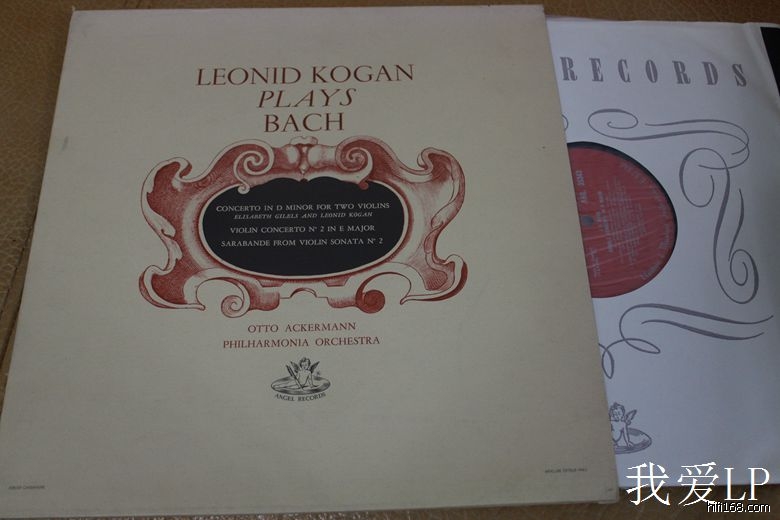 LEONID KOGAN
PLAYS
BACH
CONCERTO IN D MINOR FOR TWO VIOLINS
ELISABETH GILELS AND LEONID KOGAN
VIOLIN CONCERTO Nº 2 IN E MAJOR
SARABANDE FROM VIOLIN SONATA Nº 2
OTTO ACKERMANN
PHILHARMONIA ORCHESTRA
ANGEL RECORDS
RECORDS
我爱LP
hifi168.com